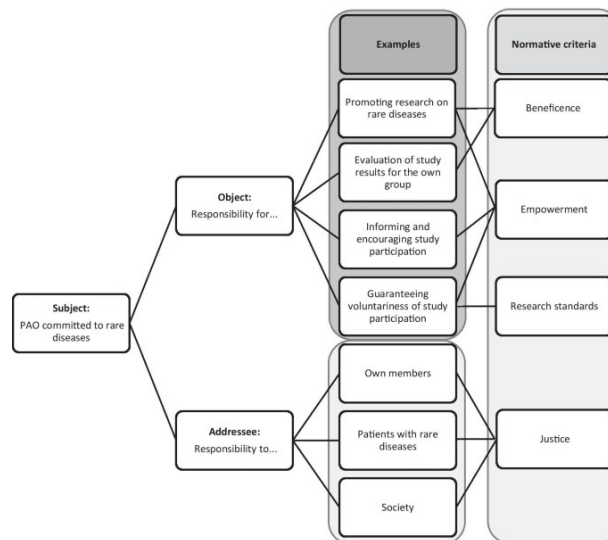 Examples
Normative criteria
Promoting research on
rare diseases
Beneficence
Evaluation of study
results for the own
group
Object:
Responsibility for...
Informing and
encouraging study
participation
Empowerment
Guaranteeing
voluntariness of study
participation
Research standards
Subject:
PAO committed to rare
diseases
Own members
Addressee:
Responsibility to...
Patients with rare
diseases
Justice
Society